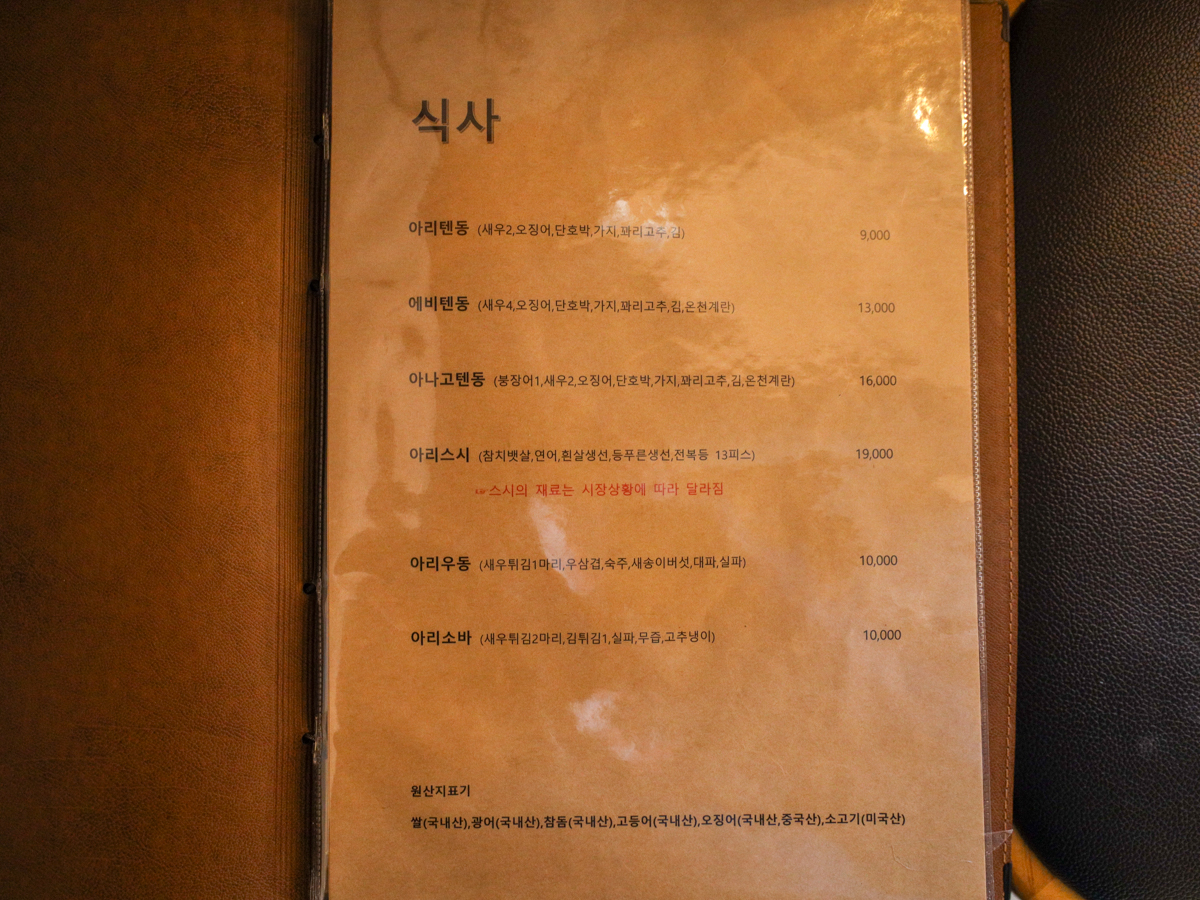 식사
아리텐동 (새우2,오징어,단호박,가지,꽈리고추,김) 9,000
에비텐동 (새우4,오징어,단호박,가지,꽈리고추,김,온천계란) 13,000
아나고텐동 (붕장어1,새우2,오징어,단호박,가지,꽈리고추,김,온천계란) 16,000
아리스시 (참치뱃살,연어,흰살생선,등푸른생선,전복등 13피스) 19,000
☞스시의 재료는 시장상황에 따라 달라짐
아리우동 (새우튀김1마리,우삼겹,숙주,새송이버섯,대파,실파) 10,000
아리소바 (새우튀김2마리,김튀김1,실파,무즙,고추냉이) 10,000
원산지표기
쌀(국내산),광어(국내산),참돔(국내산),고등어(국내산),오징어(국내산,중국산),소고기(미국산)